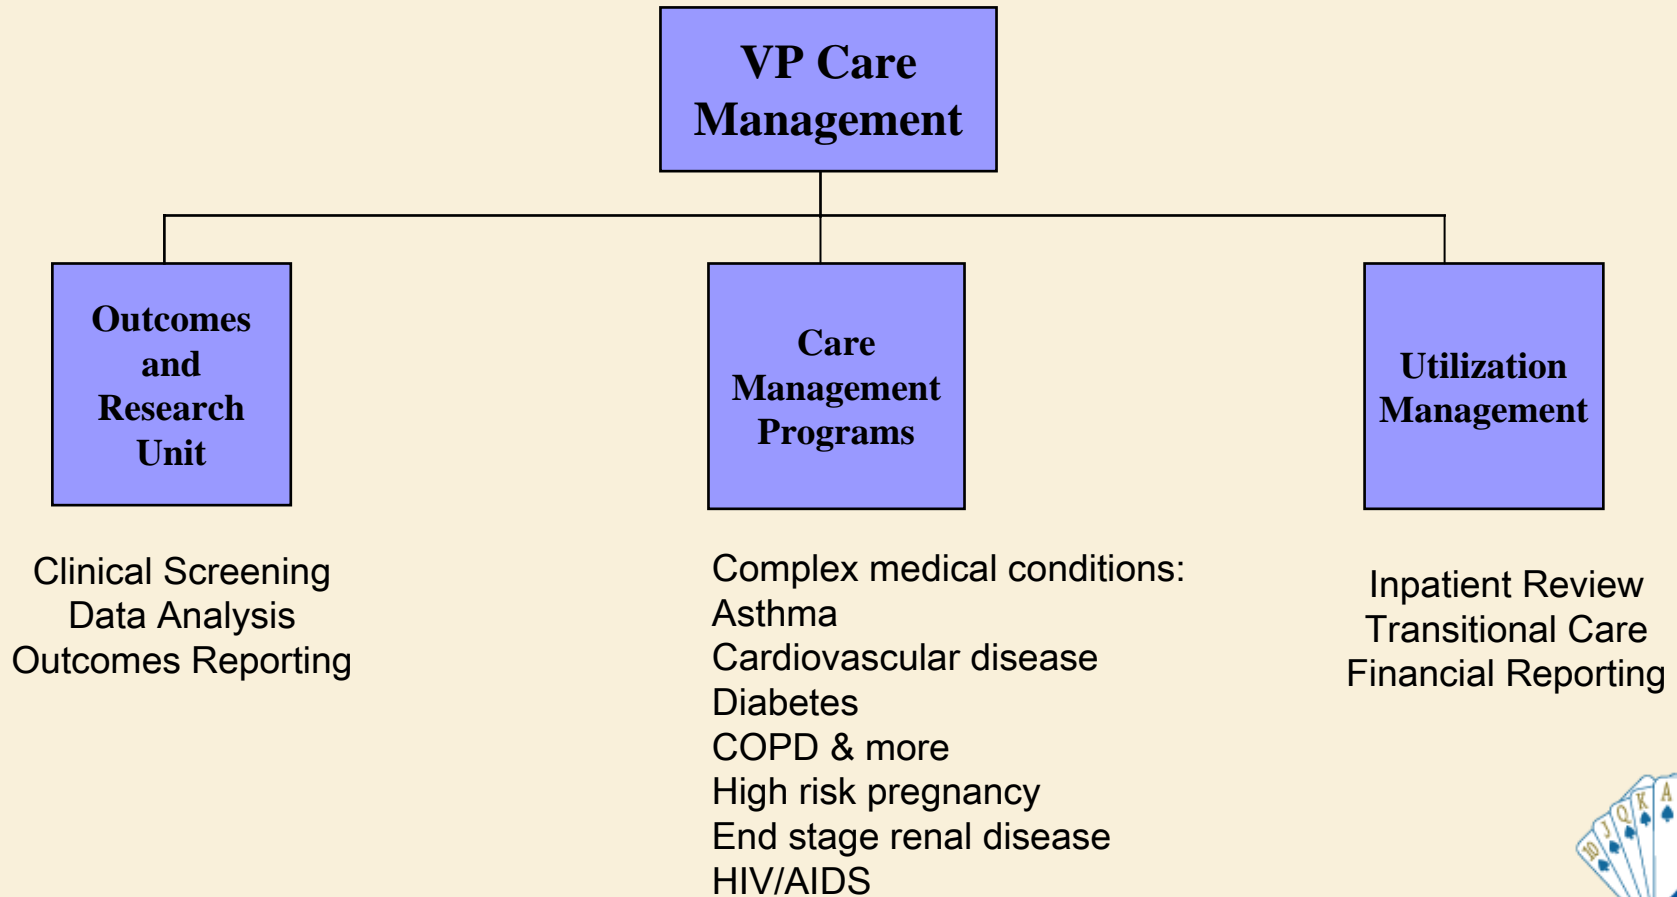 VP Care
Management
Outcomes
and
Research
Unit
Care
Management
Programs
Utilization
Management
Clinical Screening
Data Analysis
Outcomes Reporting
Complex medical conditions:
Asthma
Cardiovascular disease
Diabetes
COPD & more
High risk pregnancy
End stage renal disease
HIV/AIDS
Inpatient Review
Transitional Care
Financial Reporting
10 J Q K A